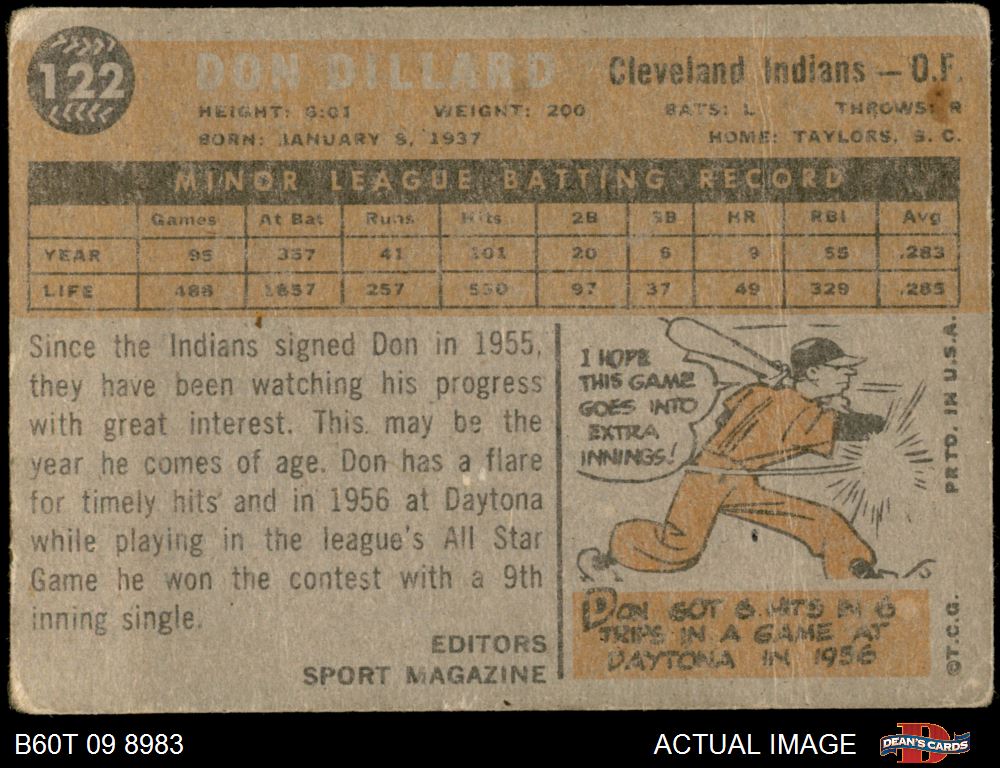 122
DON DILLARD
Cleveland Indians — O.F.
HEIGHT: 6:01 WEIGHT: 200 BATS: L THROWS: R
BORN: JANUARY 8, 1937 HOME: TAYLORS, S. C.
MINOR LEAGUE BATTING RECORD
Games At Bat Runs Hits 2B 3B HR RBI Avg
YEAR 95 357 41 101 20 6 9 55 .283
LIFE 488 1857 257 530 97 37 49 329 .285
Since the Indians signed Don in 1955,
they have been watching his progress
with great interest. This may be the
year he comes of age. Don has a flare
for timely hits and in 1956 at Daytona
while playing in the league's All Star
Game he won the contest with a 9th
inning single.
EDITORS
SPORT MAGAZINE
I HOPE
THIS GAME
GOES INTO
EXTRA
INNINGS!
DON GOT 6 HITS IN 6
TRIPS IN A GAME AT
DAYTONA IN 1956
©T.C.G. PRTD. IN U.S.A.
B60T 09 8983
ACTUAL IMAGE
DEAN'S CARDS